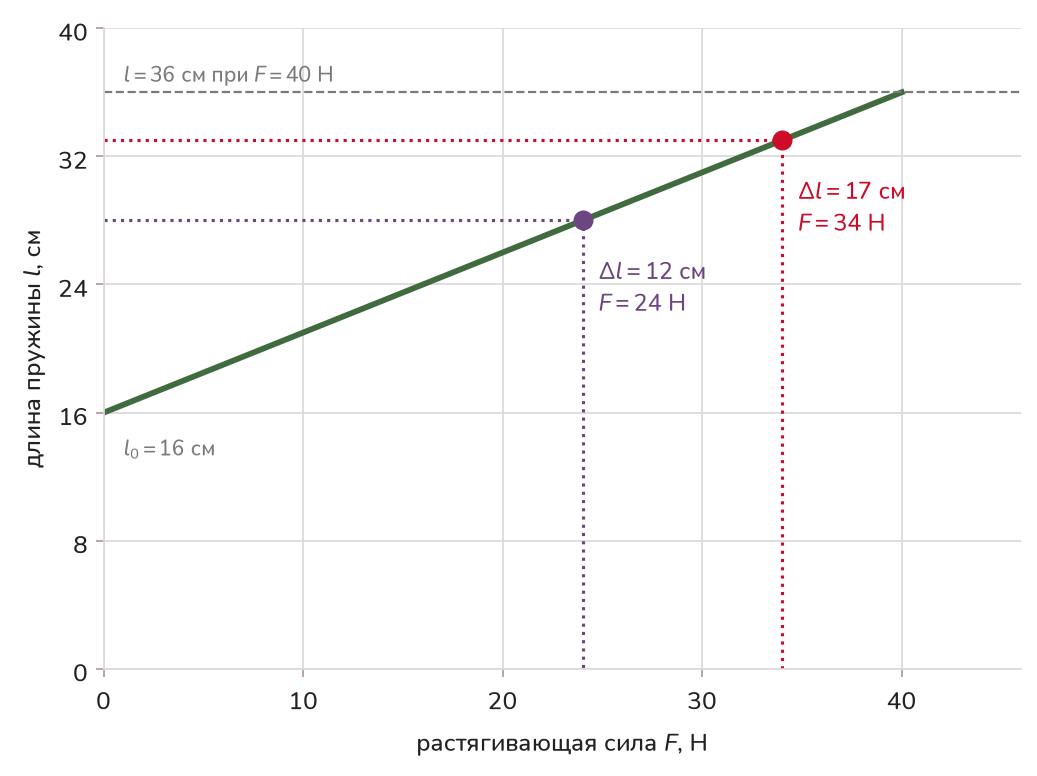 40
l = 36 см при F = 40 Н
32
Δl = 17 см
F = 34 Н
Δl = 12 см
F = 24 Н
24
длина пружины l, см
16
l₀ = 16 см
8
0
0 10 20 30 40
растягивающая сила F, Н